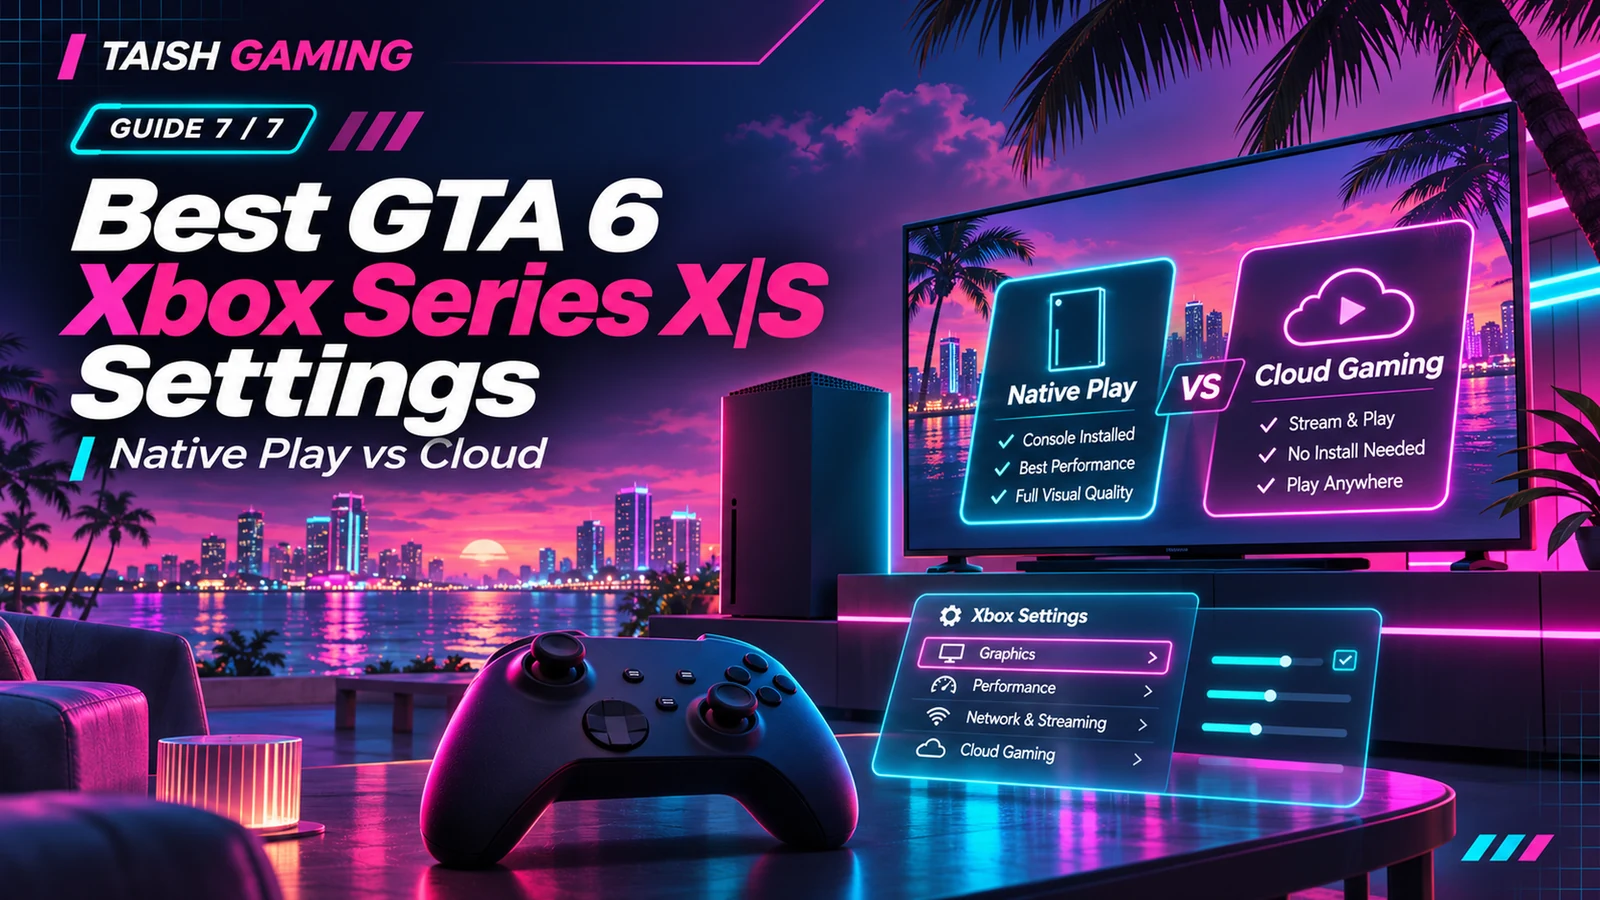 TAISH GAMING
GUIDE 7 / 7
Best GTA 6
Xbox Series X|S
Settings
Native Play vs Cloud
Native Play
Console Installed
Best Performance
Full Visual Quality
VS
Cloud Gaming
Stream & Play
No Install Needed
Play Anywhere
Xbox Settings
Graphics
Performance
Network & Streaming
Cloud Gaming